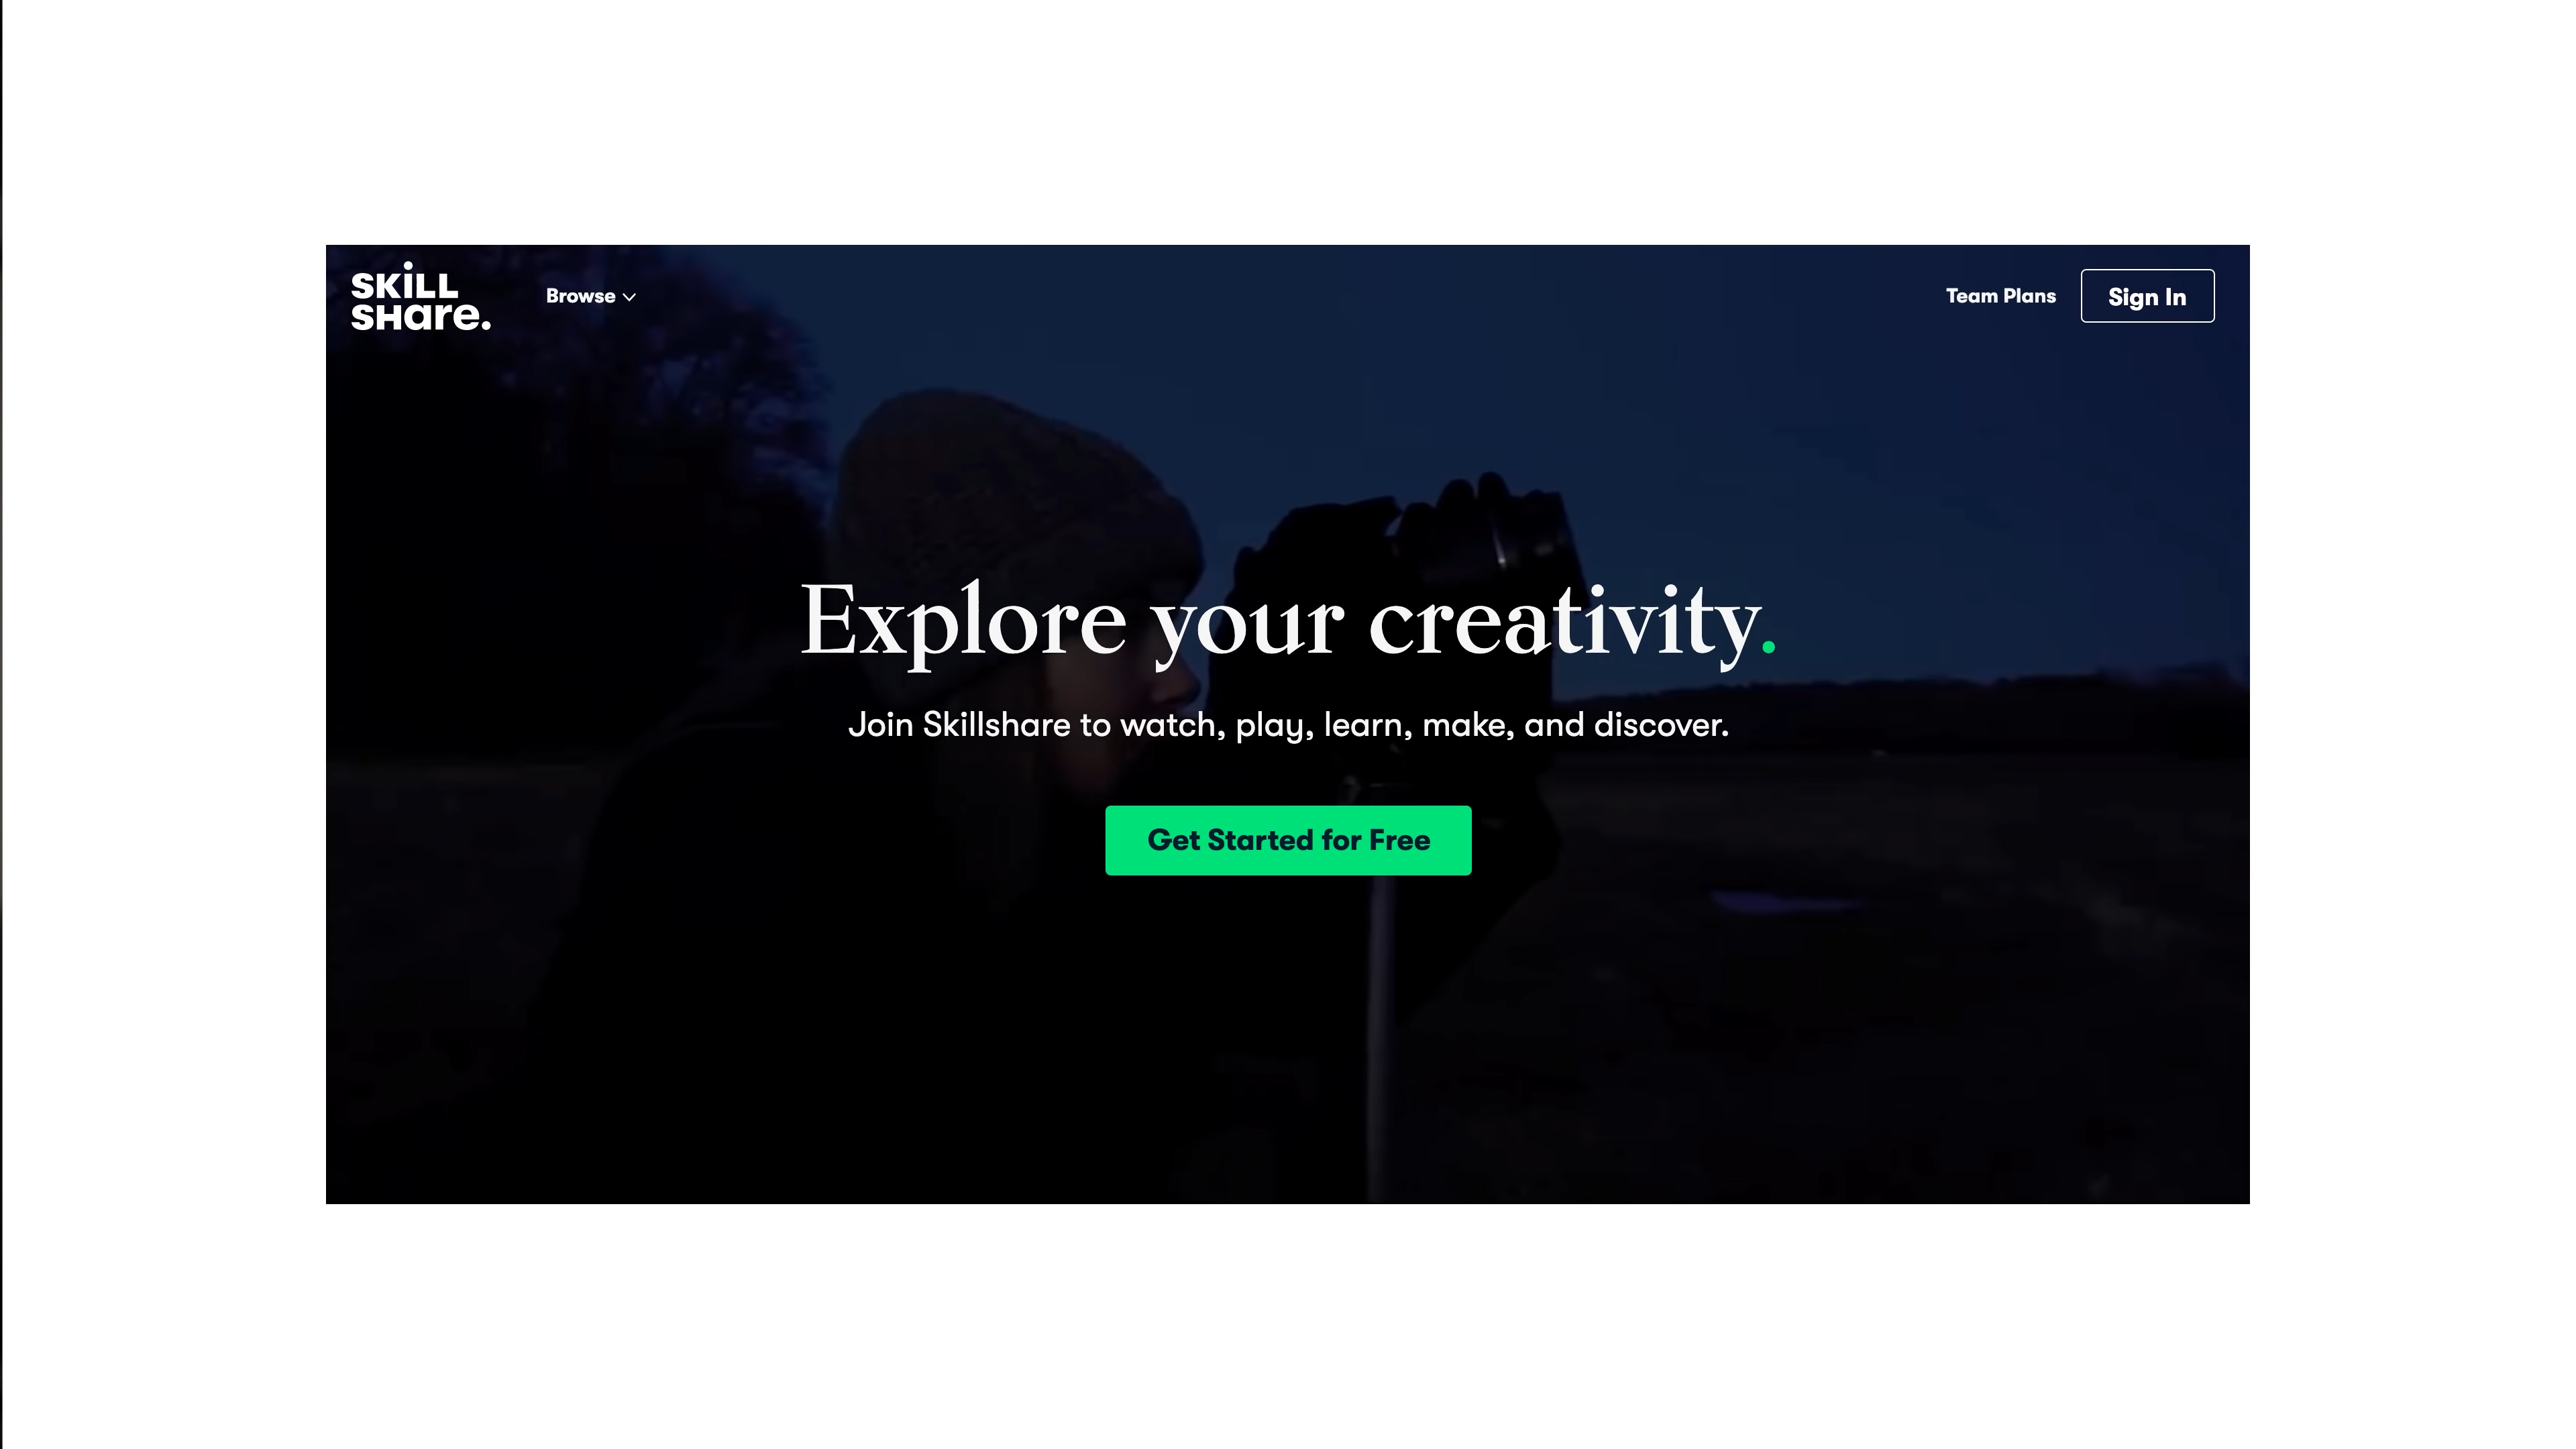 SKILL
SHare.
Browse
Team Plans
Sign In
Explore your creativity.
Join Skillshare to watch, play, learn, make, and discover.
Get Started for Free